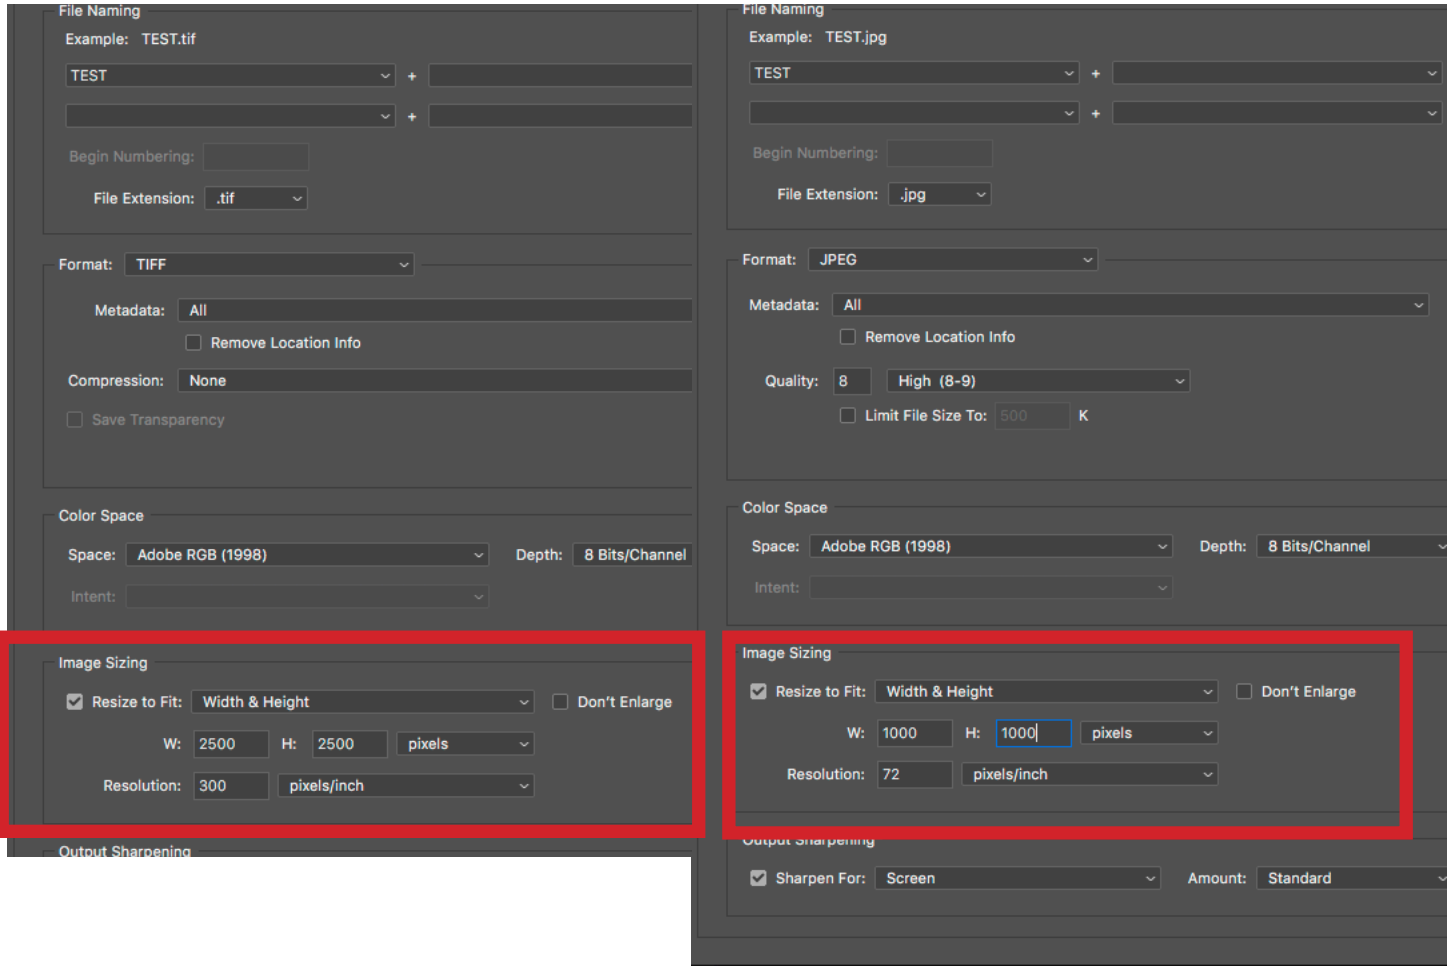 File Naming
Example: TEST.tif
TEST +
+
Begin Numbering:
File Extension: .tif
Format: TIFF
Metadata: All
Remove Location Info
Compression: None
Save Transparency
Color Space
Space: Adobe RGB (1998) Depth: 8 Bits/Channel
Intent:
Image Sizing
Resize to Fit: Width & Height Don't Enlarge
W: 2500 H: 2500 pixels
Resolution: 300 pixels/inch
Output Sharpening
File Naming
Example: TEST.jpg
TEST +
+
Begin Numbering:
File Extension: .jpg
Format: JPEG
Metadata: All
Remove Location Info
Quality: 8 High (8-9)
Limit File Size To: 500 K
Color Space
Space: Adobe RGB (1998) Depth: 8 Bits/Channel
Intent:
Image Sizing
Resize to Fit: Width & Height Don't Enlarge
W: 1000 H: 1000 pixels
Resolution: 72 pixels/inch
Output Sharpening
Sharpen For: Screen Amount: Standard